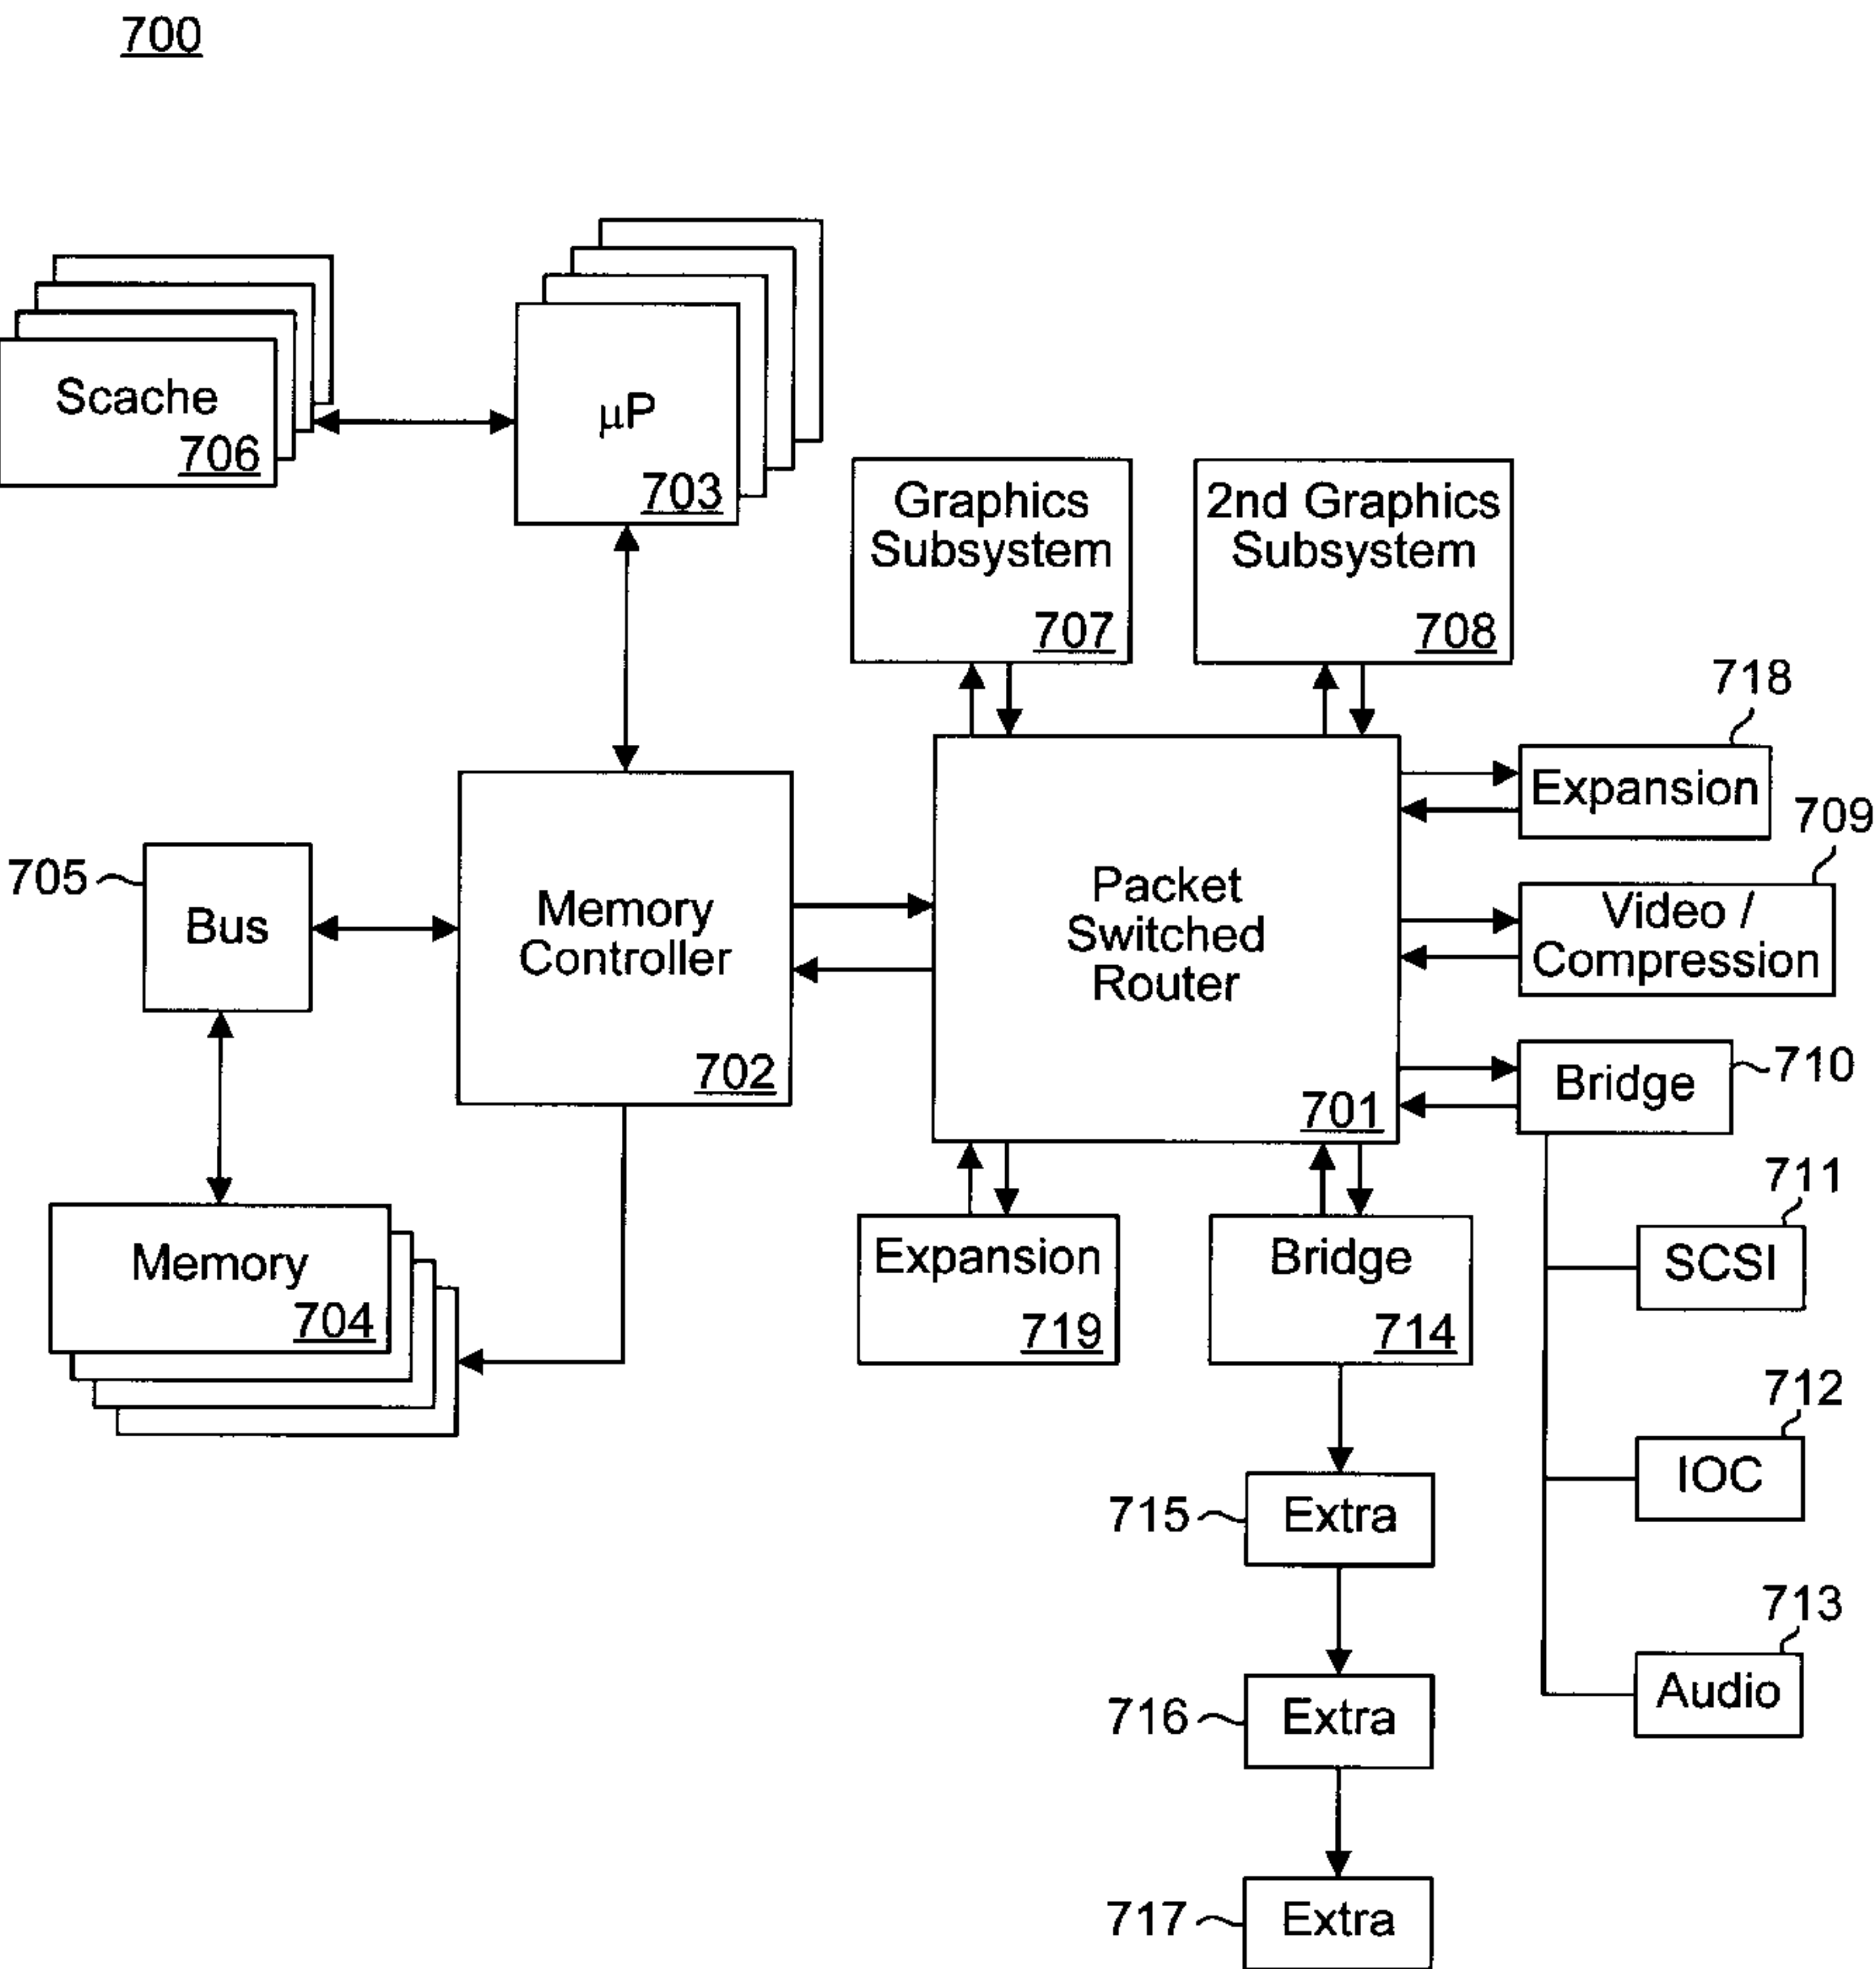 700
Scache
706
µP
703
Graphics
Subsystem
707
2nd Graphics
Subsystem
708
718
Expansion
709
Video /
Compression
705
Bus
Memory
Controller
702
Packet
Switched
Router
701
Bridge
710
Memory
704
Expansion
719
Bridge
714
711
SCSI
712
IOC
713
Audio
715
Extra
716
Extra
717
Extra